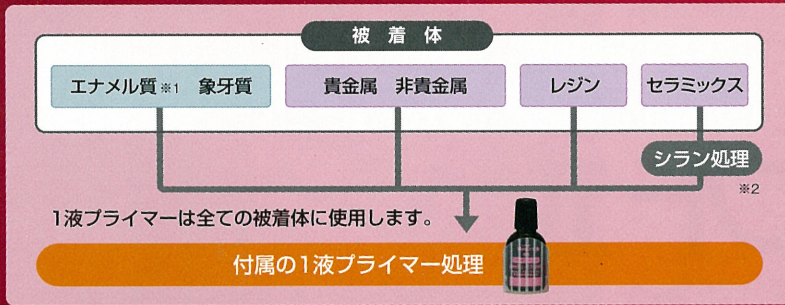 被着体
エナメル質※1 象牙質
貴金属 非貴金属
レジン
セラミックス
シラン処理
※2
1液プライマーは全ての被着体に使用します。
付属の1液プライマー処理